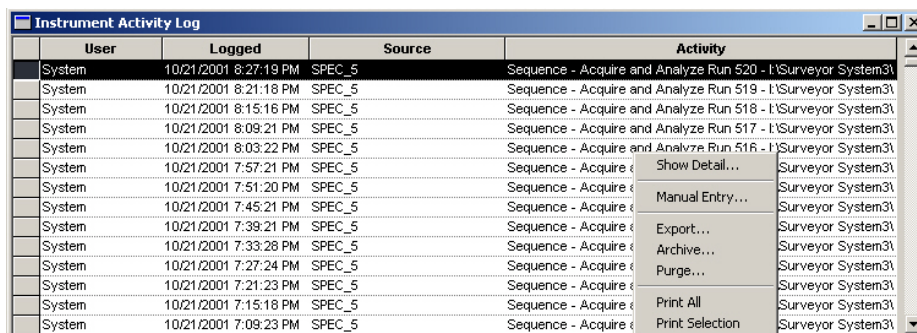 Instrument Activity Log
User Logged Source Activity
System 10/21/2001 8:27:19 PM SPEC_5 Sequence - Acquire and Analyze Run 520 - I:\Surveyor System3\
System 10/21/2001 8:21:18 PM SPEC_5 Sequence - Acquire and Analyze Run 519 - I:\Surveyor System3\
System 10/21/2001 8:15:16 PM SPEC_5 Sequence - Acquire and Analyze Run 518 - I:\Surveyor System3\
System 10/21/2001 8:09:21 PM SPEC_5 Sequence - Acquire and Analyze Run 517 - I:\Surveyor System3\
System 10/21/2001 8:03:22 PM SPEC_5 Sequence - Acquire and Analyze Run 516 - I:\Surveyor System3\
System 10/21/2001 7:57:21 PM SPEC_5 Sequence - Acquire a Show Detail... Surveyor System3\
System 10/21/2001 7:51:20 PM SPEC_5 Sequence - Acquire a Surveyor System3\
Manual Entry...
System 10/21/2001 7:45:21 PM SPEC_5 Sequence - Acquire a Surveyor System3\
System 10/21/2001 7:39:21 PM SPEC_5 Sequence - Acquire a Export... Surveyor System3\
System 10/21/2001 7:33:28 PM SPEC_5 Sequence - Acquire a Archive... Surveyor System3\
System 10/21/2001 7:27:24 PM SPEC_5 Sequence - Acquire a Purge... Surveyor System3\
System 10/21/2001 7:21:23 PM SPEC_5 Sequence - Acquire a Surveyor System3\
System 10/21/2001 7:15:18 PM SPEC_5 Sequence - Acquire a Print All Surveyor System3\
System 10/21/2001 7:09:23 PM SPEC_5 Sequence - Acquire a Print Selection Surveyor System3\